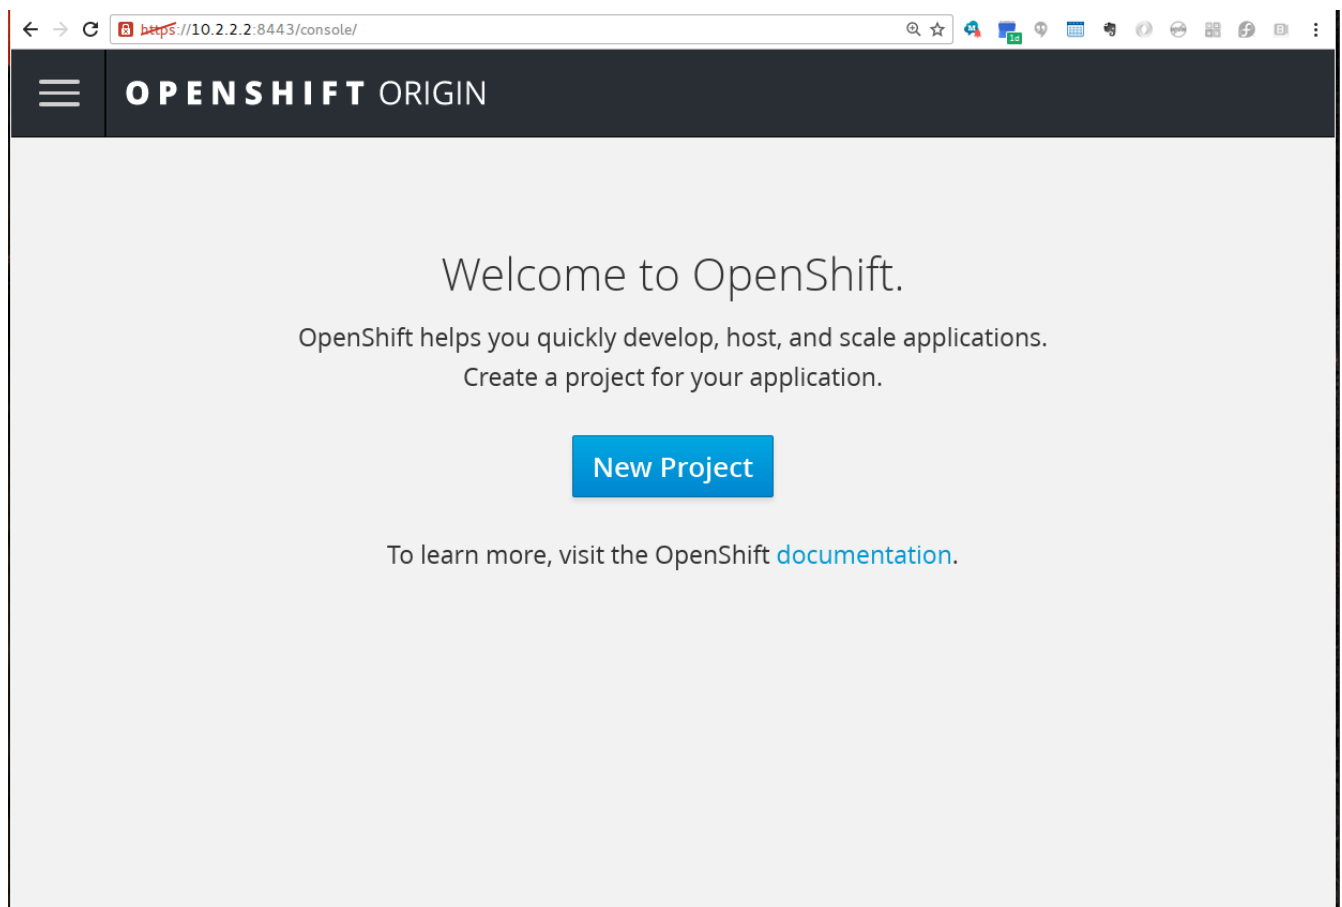 https://10.2.2.2:8443/console/
1d
OPENSHIFT ORIGIN
Welcome to OpenShift.
OpenShift helps you quickly develop, host, and scale applications.
Create a project for your application.
New Project
To learn more, visit the OpenShift documentation.